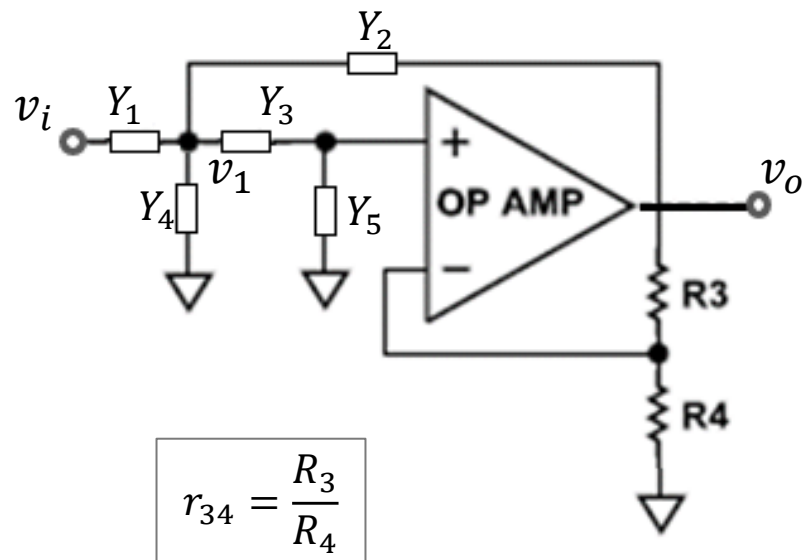 Y₂
vᵢ Y₁ Y₃
v₁
+
vₒ
OP AMP
Y₄ Y₅
−
R3
R4
r₃₄ = R₃/R₄